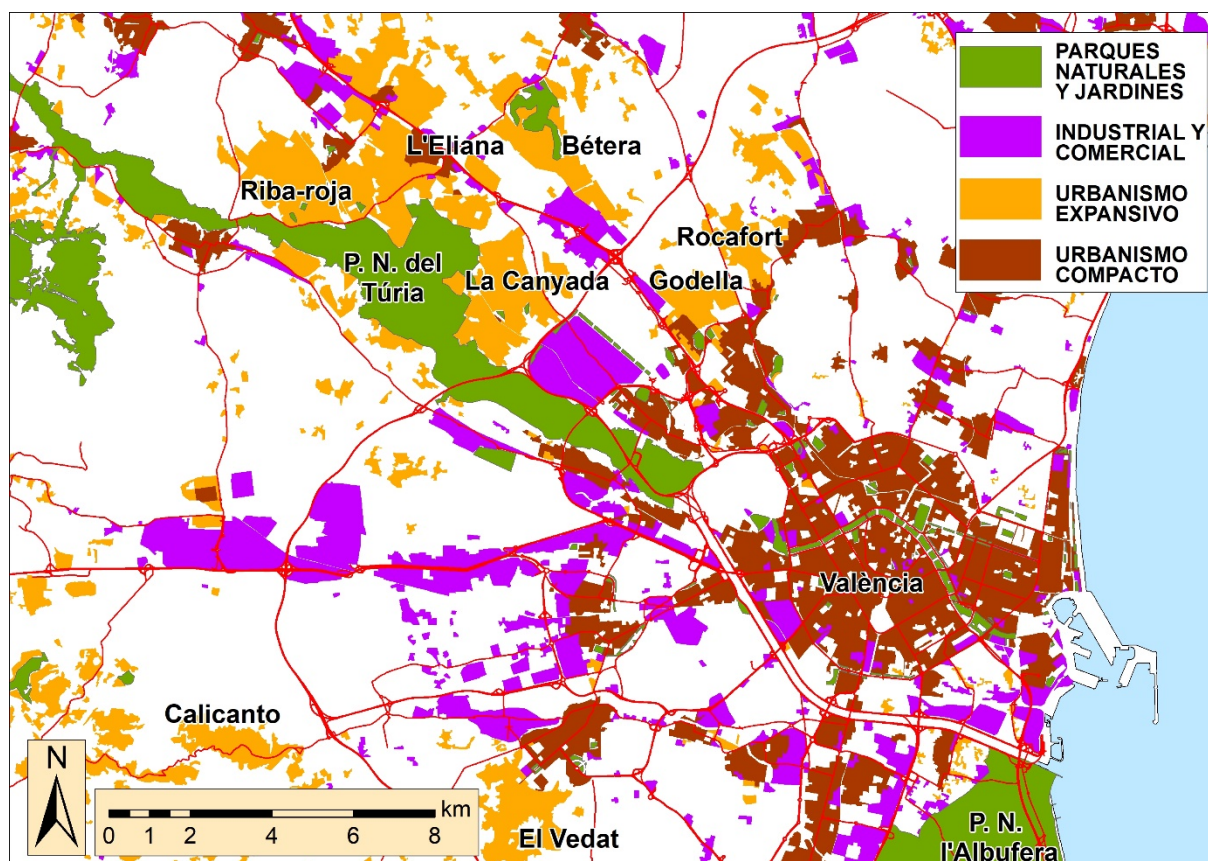 PARQUES
NATURALES
Y JARDINES
INDUSTRIAL Y
COMERCIAL
URBANISMO
EXPANSIVO
URBANISMO
COMPACTO
L'Eliana
Bétera
Riba-roja
Rocafort
P. N. del
Túria
La Canyada
Godella
València
Calicanto
El Vedat
P. N.
l'Albufera
N
km
0 1 2 4 6 8